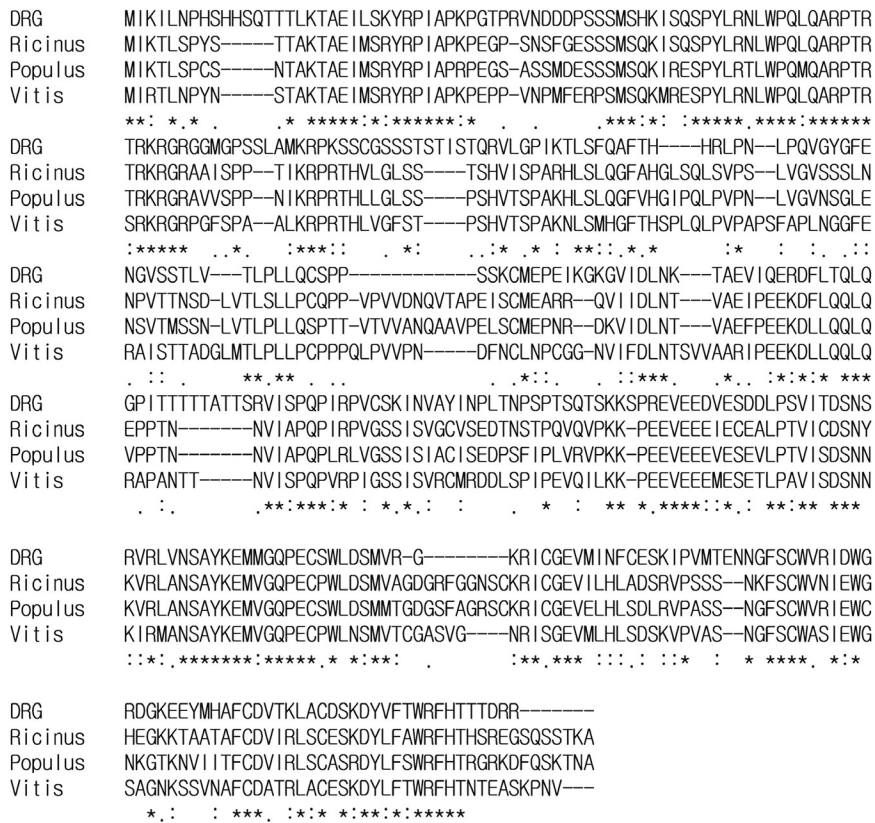 DRG MIKILNPHSHHSQTTTLKTAEILSKYRPIAPKPGTPRVNDDDPSSSMSHKISQSPYLRNLWPQLQARPTR
Ricinus MIKTLSPYS-----TTAKTAEIMSRYRPIAPKPEGP-SNSFGESSSMSQKISQSPYLRNLWPQLQARPTR
Populus MIKTLSPCS-----NTAKTAEIMSRYRPIAPRPEGS-ASSMDESSSMSQKIRESPYLRTLWPQMQARPTR
Vitis MIRTLNPYN-----STAKTAEIMSRYRPIAPKPEPP-VNPMFERPSMSQKMRESPYLRNLWPQLQARPTR
**: *.* .* *****:*:****** * . . ***.*: :***** ****:******
DRG TRKRGRGGMGPSSLAMKRPKSSCGSSSTSTISTQRVLGPIKTLSFQAFTH----HRLPN--LPQVGYGFE
Ricinus TRKRGRAAISPP--TIKRPRTHVLGLSS----TSHVISPARHLSLQGFAHGLSQLSVPS--LVGVSSSLN
Populus TRKRGRAVVSPP--NIKRPRTHLLGLSS----PSHVTSPAKHLSLQGFVHGIPQLPVPN--LVGVNSGLE
Vitis SRKRGRPGFSPA--ALKRPRTHLVGFST----PSHVTSPAKNLSMHGFTHSPLQLPVPAPSFAPLNGGFE
:***** ..*. :***:: . *: ..:* .* : **::.*.* :* : :. .::
DRG NGVSSTLV---TLPLLQCSPP------------SSKCMEPEIKGKGVIDLNK---TAEVIQERDFLTQLQ
Ricinus NPVTTNSD-LVTLSLLPCQPP-VPVVDNQVTAPEISCMEARR--QVIIDLNT---VAEIPEEKDFLQQLQ
Populus NSVTMSSN-LVTLPLLQSPTT-VTVVANQAAVPELSCMEPNR--DKVIDLNT---VAEFPEEKDLLQQLQ
Vitis RAISTTADGLMTLPLLPCPPPQLPVVPN-----DFNCLNPCGG-NVIFDLNTSVVAARIPEEKDLLQQLQ
. :: **.** . .. .*:: . ::***. .*.. :*:*:* ***
DRG GPITTTTTATTSRVISPQPIRPVCSKINVAYINPLTNPSPTSQTSKKSPREVEEDVESDDLPSVITDSNS
Ricinus EPPTN-------NVIAPQPIRPVGSSISVGCVSEDTNSTPQVQVPKK-PEEVEEEIECEALPTVICDSNY
Populus VPPTN-------NVISPQPLRLVGSSISIACISEDPSFIPLVRVPKK-PEEVEEEIESEVLPTVISDSNN
Vitis RAPANTT-----NVISPQPVRPIGSSISVRCMRDDLSPIPEVQILKK-PEEVEEEMESETLPAVISDSNN
. :. .**:***:* : *.*.: : . * : ** *.****::*.: **:** ***
DRG RVRLVNSAYKEMMGQPECSWLDSMVR-G--------KRICGEVMINFCESKIPVMTENNGFSCWVRIDWG
Ricinus KVRLANSAYKEMVGQPECPWLDSMVAGDGRFGGNSCKRICGEVILHLADSRVPSSS--NKFSCWVNIEWG
Populus KVRLANSAYKEMVGQPECSWLDSMMTGDGSFAGRSCKRICGEVELHLSDLRVPASS--NGFSCWVRIEWC
Vitis KIRMANSAYKEMVGQPECPWLNSMVTCGASVG----NRISGEVMLHLSDSKVPVAS--NGFSCWASIEWG
::*:.*******:*****.**:**: . :**.*** :::.: ::* : * ****. *:*
DRG RDGKEEYMHAFCDVTKLACDSKDYVFTWRFHTTTDRR-------
Ricinus HEGKKTAATAFCDVIRLSCESKDYLFAWRFHTHSREGSQSSTKA
Populus NKGTKNVIITFCDVIRLSCASRDYLFTWRFHTRGRKDFQSKTNA
Vitis SAGNKSSVNAFCDATRLACESKDYLFTWRFHTNTEASKPNV---
*.: : ***. :*:* *:**:*:*****